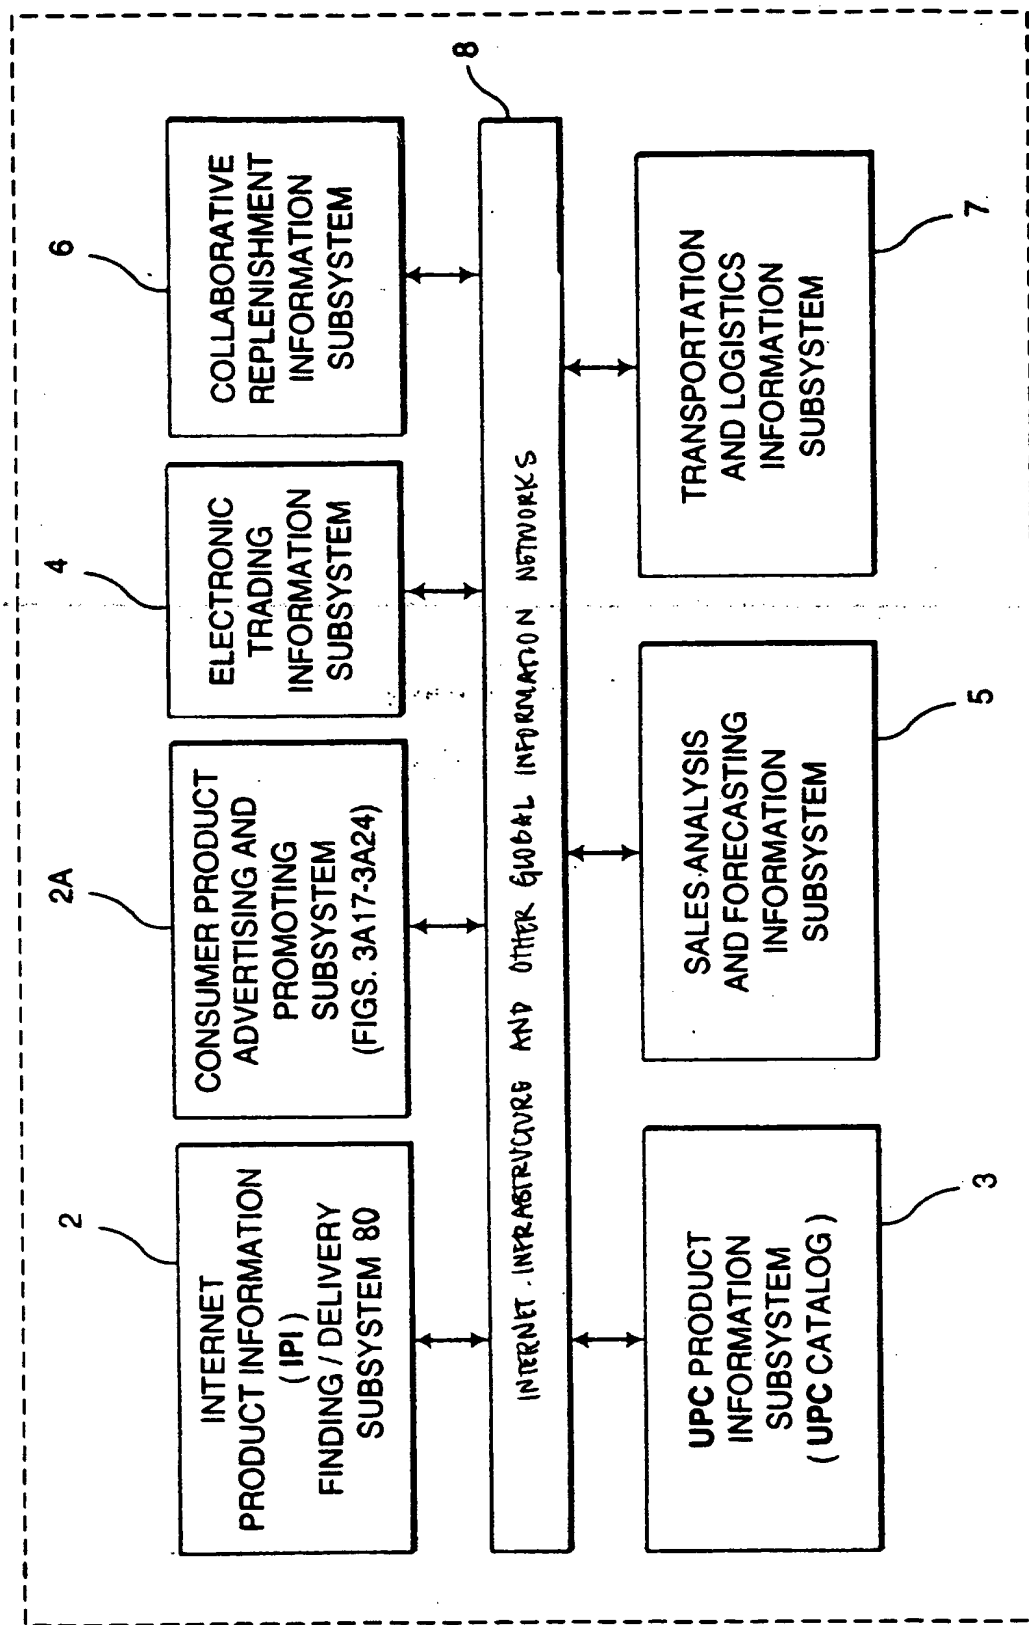 2
INTERNET
PRODUCT INFORMATION
( IPI )
FINDING / DELIVERY
SUBSYSTEM 80
2A
CONSUMER PRODUCT
ADVERTISING AND
PROMOTING
SUBSYSTEM
(FIGS. 3A17-3A24)
4
ELECTRONIC
TRADING
INFORMATION
SUBSYSTEM
6
COLLABORATIVE
REPLENISHMENT
INFORMATION
SUBSYSTEM
8
INTERNET INFRASTRUCTURE AND OTHER GLOBAL INFORMATION NETWORKS
UPC PRODUCT
INFORMATION
SUBSYSTEM
( UPC CATALOG )
3
SALES ANALYSIS
AND FORECASTING
INFORMATION
SUBSYSTEM
5
TRANSPORTATION
AND LOGISTICS
INFORMATION
SUBSYSTEM
7